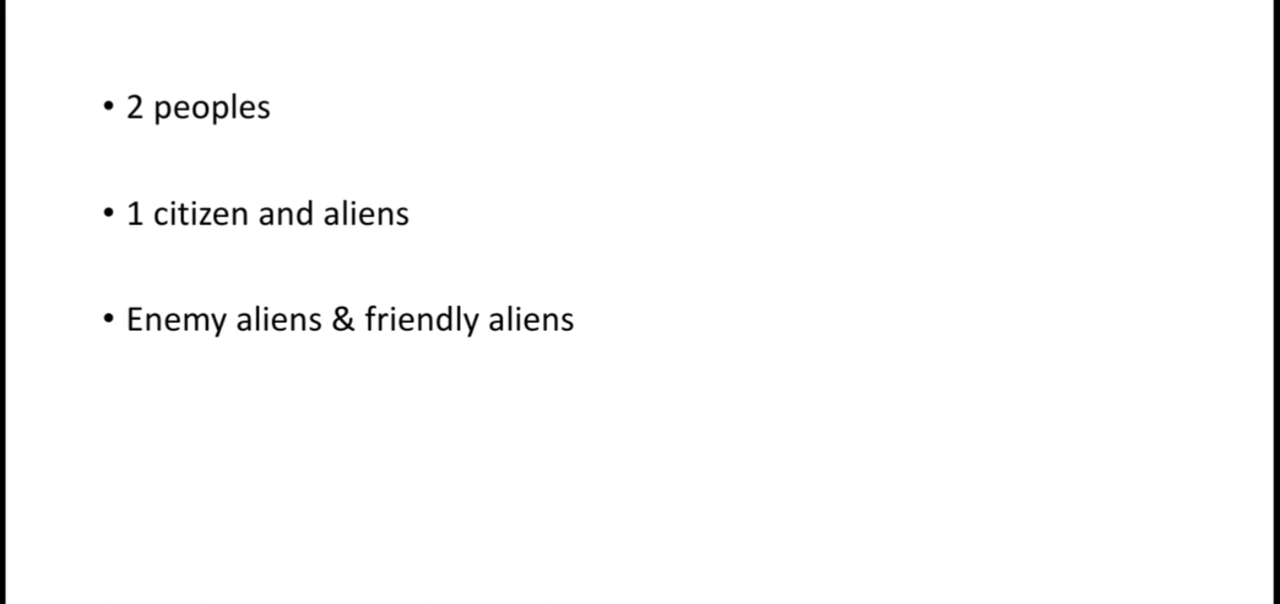 • 2 peoples
• 1 citizen and aliens
• Enemy aliens & friendly aliens